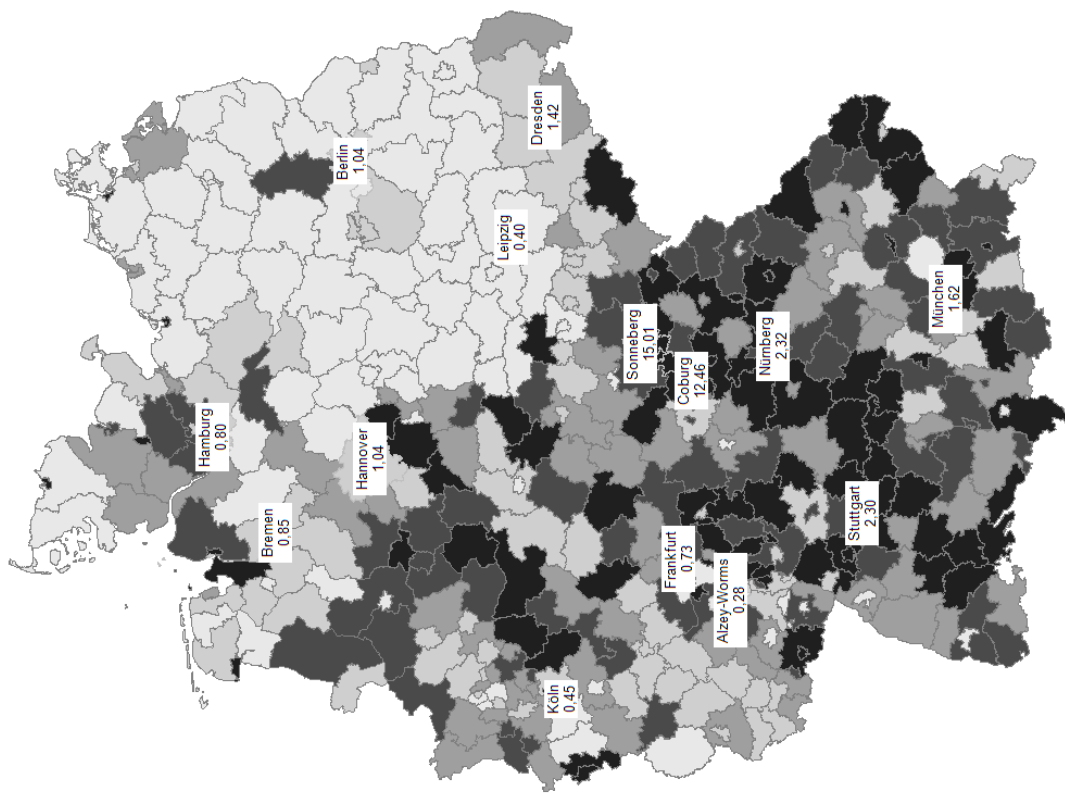 Dresden
1,42
Berlin
1,04
Leipzig
0,40
Hamburg
0,80
Hannover
1,04
Bremen
0,85
Sonneberg
15,01
Coburg
12,46
Nürnberg
2,32
München
1,62
Frankfurt
0,73
Alzey-Worms
0,28
Stuttgart
2,30
Köln
0,45